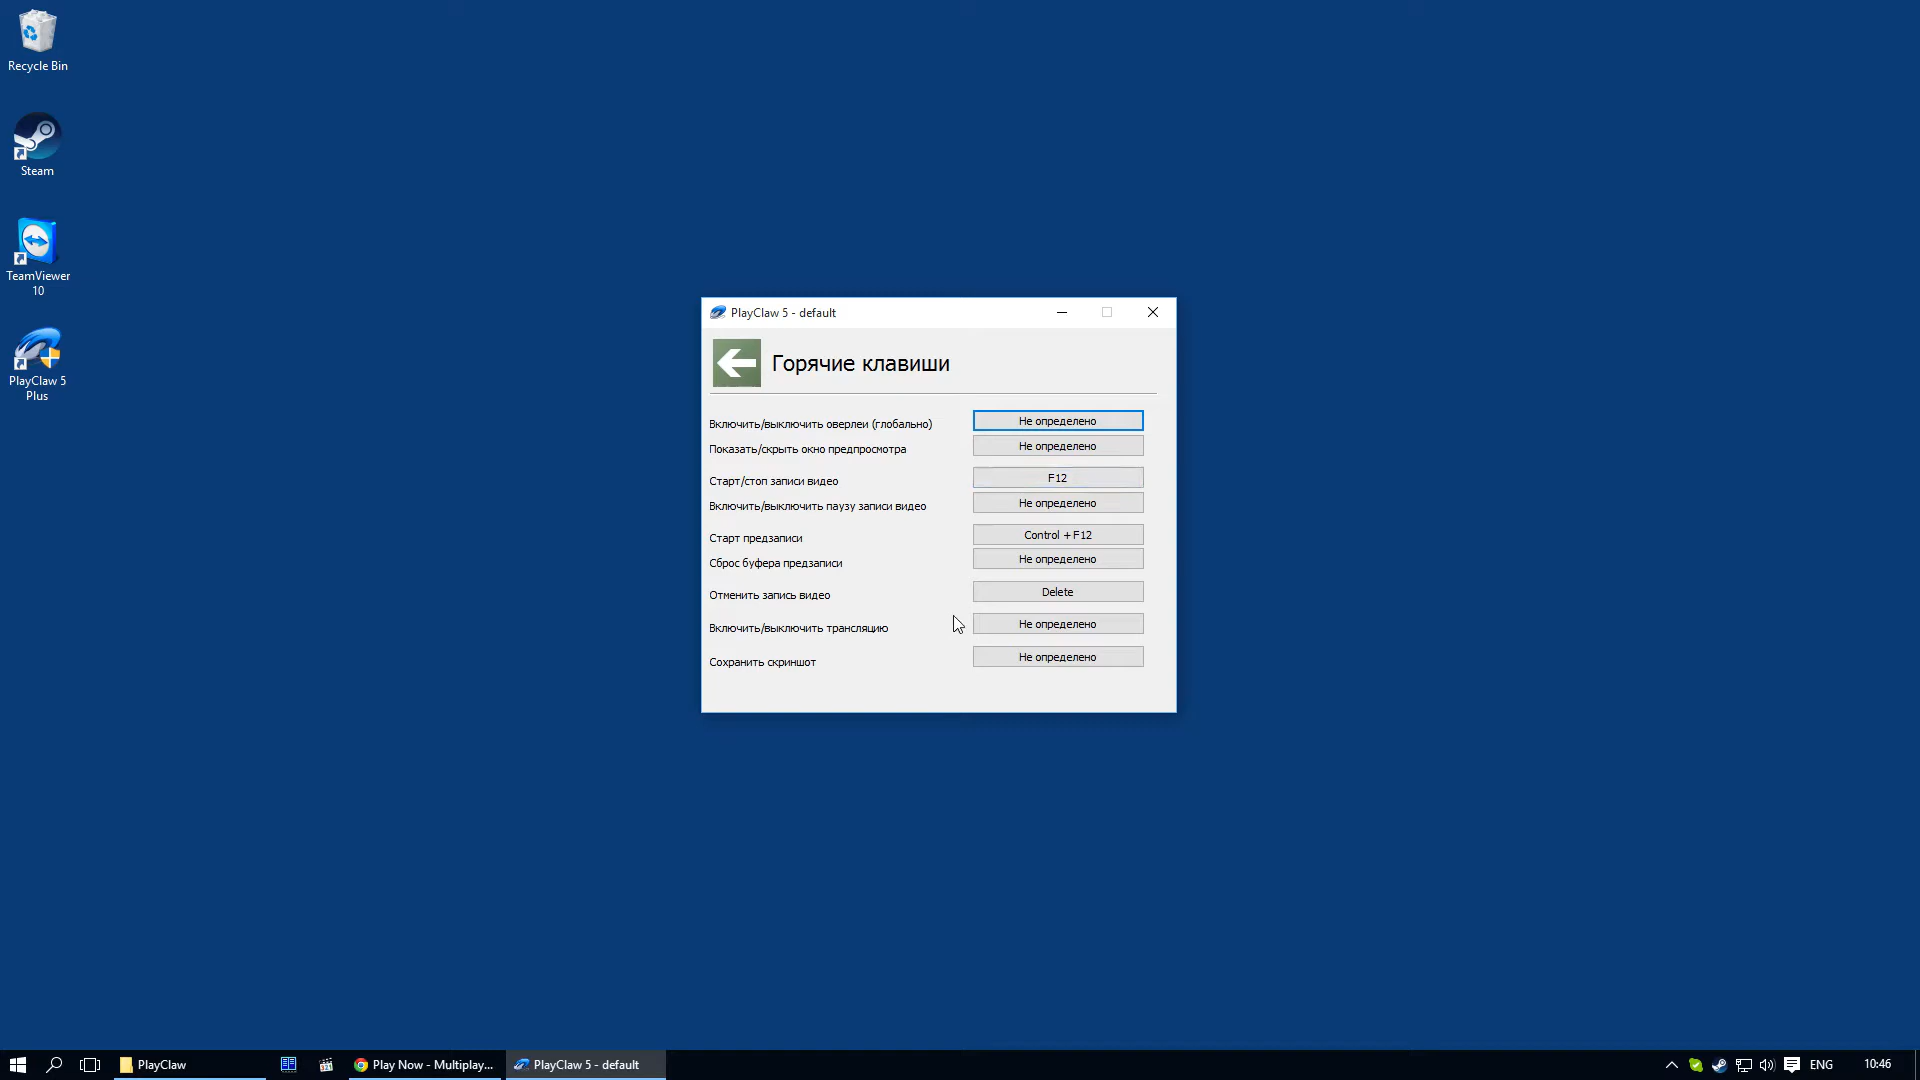 Recycle Bin
Steam
TeamViewer
10
PlayClaw 5
Plus
PlayClaw 5 - default
Горячие клавиши
Включить/выключить оверлеи (глобально) Не определено
Показать/скрыть окно предпросмотра Не определено
Старт/стоп записи видео F12
Включить/выключить паузу записи видео Не определено
Старт предзаписи Control + F12
Сброс буфера предзаписи Не определено
Отменить запись видео Delete
Включить/выключить трансляцию Не определено
Сохранить скриншот Не определено
PlayClaw Play Now - Multiplay... PlayClaw 5 - default ENG 10:46